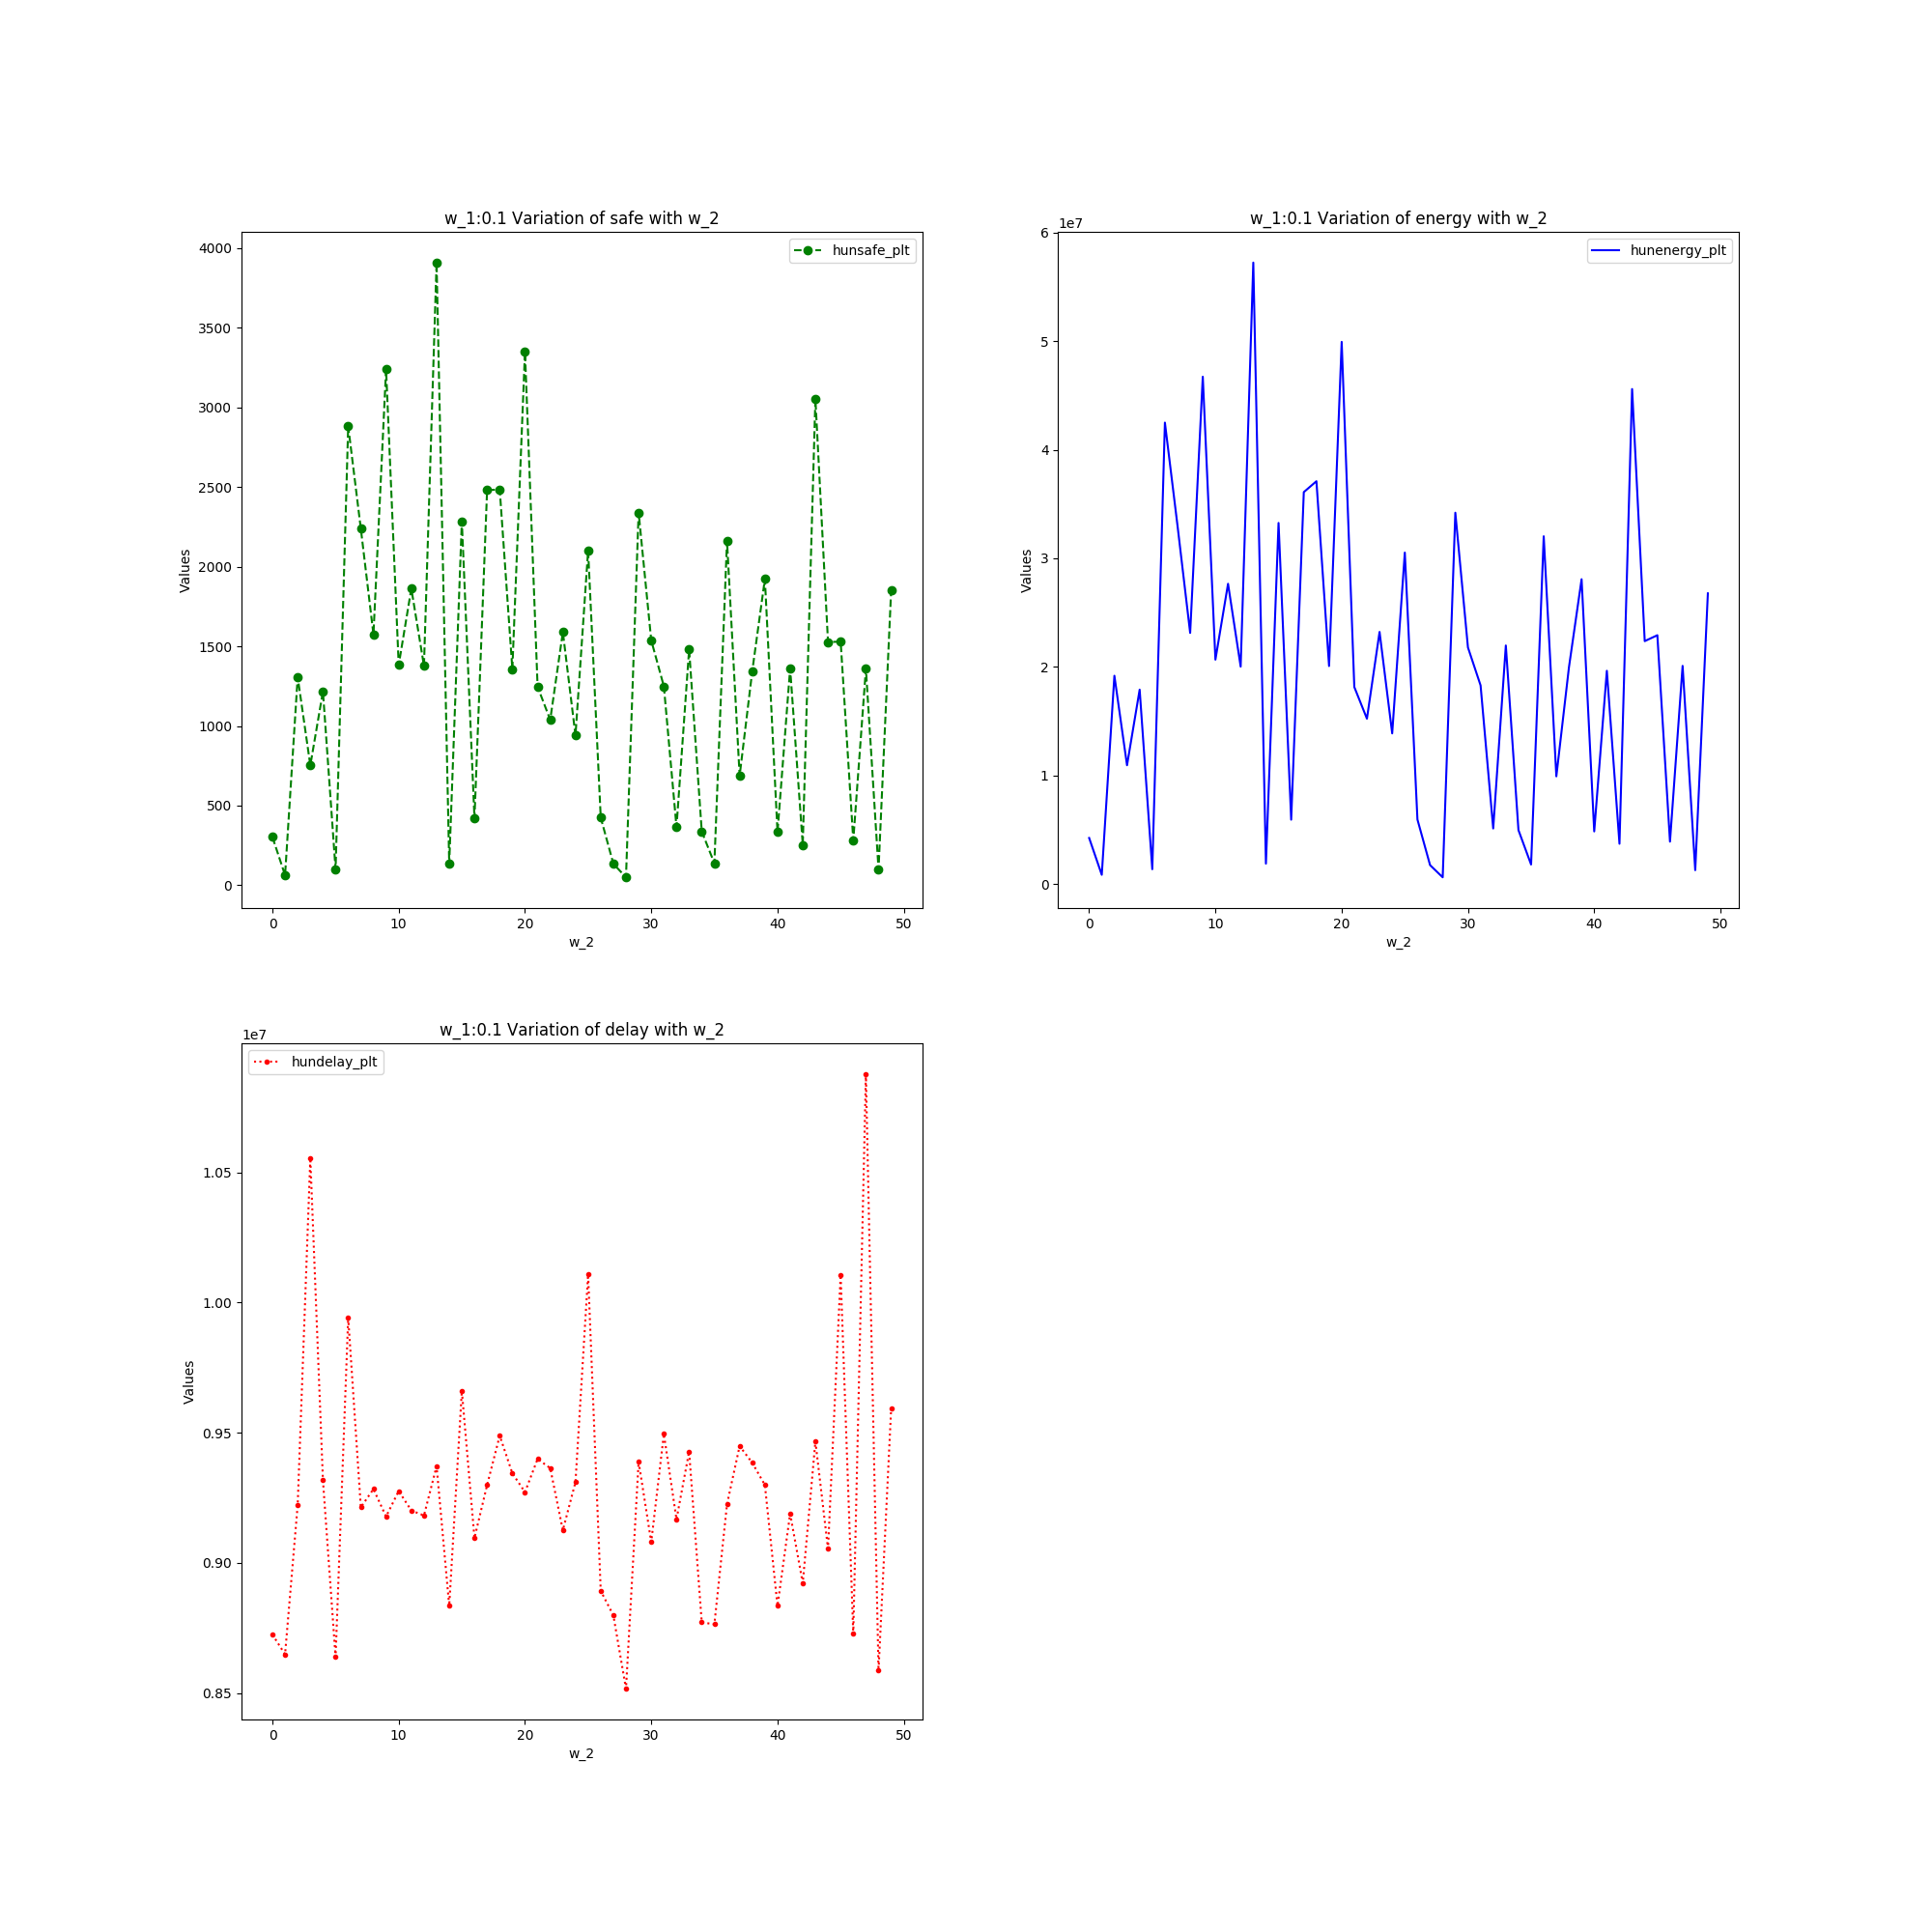 w_1:0.1 Variation of safe with w_2
4000
3500
3000
2500
2000
1500
1000
500
0
Values
0 10 20 30 40 50
w_2
hunsafe_plt
w_1:0.1 Variation of energy with w_2
1e7
6
5
4
3
2
1
0
Values
0 10 20 30 40 50
w_2
hunenergy_plt
w_1:0.1 Variation of delay with w_2
1e7
hundelay_plt
1.05
1.00
0.95
0.90
0.85
Values
0 10 20 30 40 50
w_2